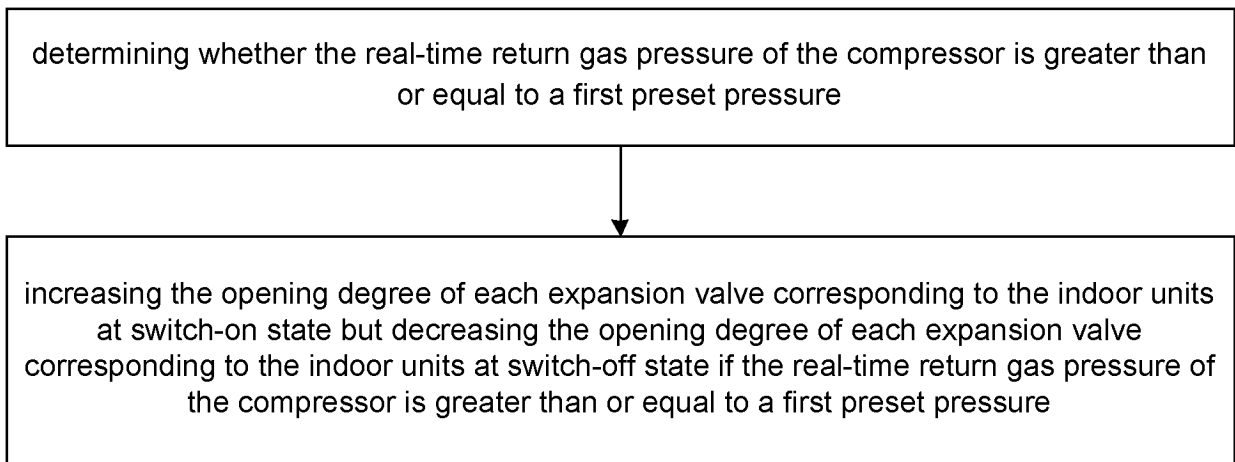 determining whether the real-time return gas pressure of the compressor is greater than
or equal to a first preset pressure
increasing the opening degree of each expansion valve corresponding to the indoor units
at switch-on state but decreasing the opening degree of each expansion valve
corresponding to the indoor units at switch-off state if the real-time return gas pressure of
the compressor is greater than or equal to a first preset pressure